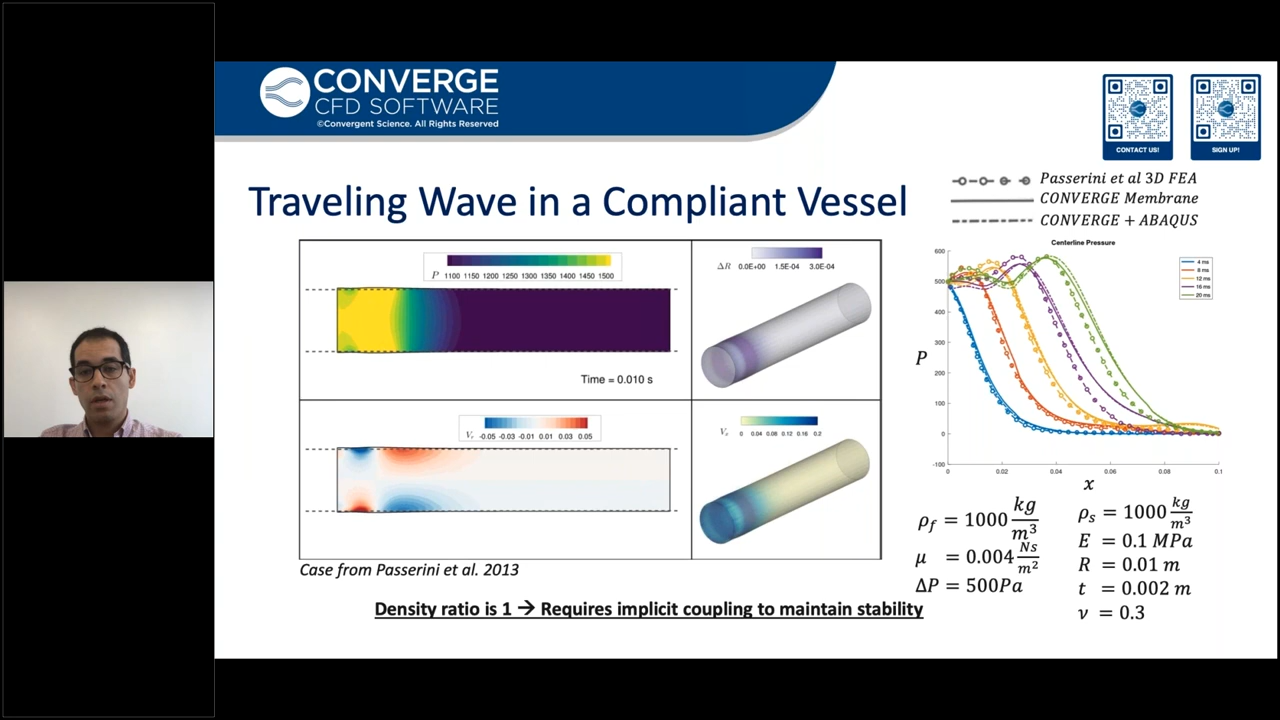 CONVERGE
CFD SOFTWARE
©Convergent Science. All Rights Reserved
CONTACT US!
SIGN UP!
Traveling Wave in a Compliant Vessel
Passerini et al 3D FEA
CONVERGE Membrane
CONVERGE + ABAQUS
P 1100 1150 1200 1250 1300 1350 1400 1450 1500
Time = 0.010 s
ΔR 0.0E+00 1.5E-04 3.0E-04
Vr -0.05 -0.03 -0.01 0.01 0.03 0.05
0 0.04 0.08 0.12 0.16 0.2
Centerline Pressure
4 ms
8 ms
12 ms
16 ms
20 ms
600
500
400
300
200
100
0
-100
P
0 0.02 0.04 0.06 0.08 0.1
x
ρf = 1000 kg/m³
μ = 0.004 Ns/m²
ΔP = 500Pa
ρs = 1000 kg/m³
E = 0.1 MPa
R = 0.01 m
t = 0.002 m
ν = 0.3
Case from Passerini et al. 2013
Density ratio is 1 → Requires implicit coupling to maintain stability